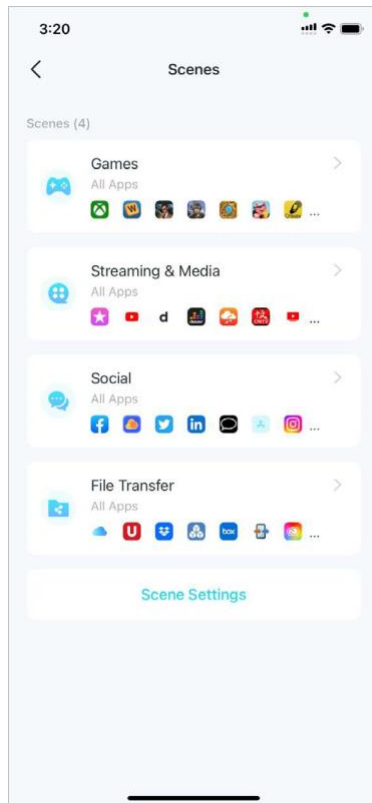 3:20
Scenes
Scenes (4)
Games
All Apps
...
Streaming & Media
All Apps
d
...
Social
All Apps
in
...
File Transfer
All Apps
box
...
Scene Settings